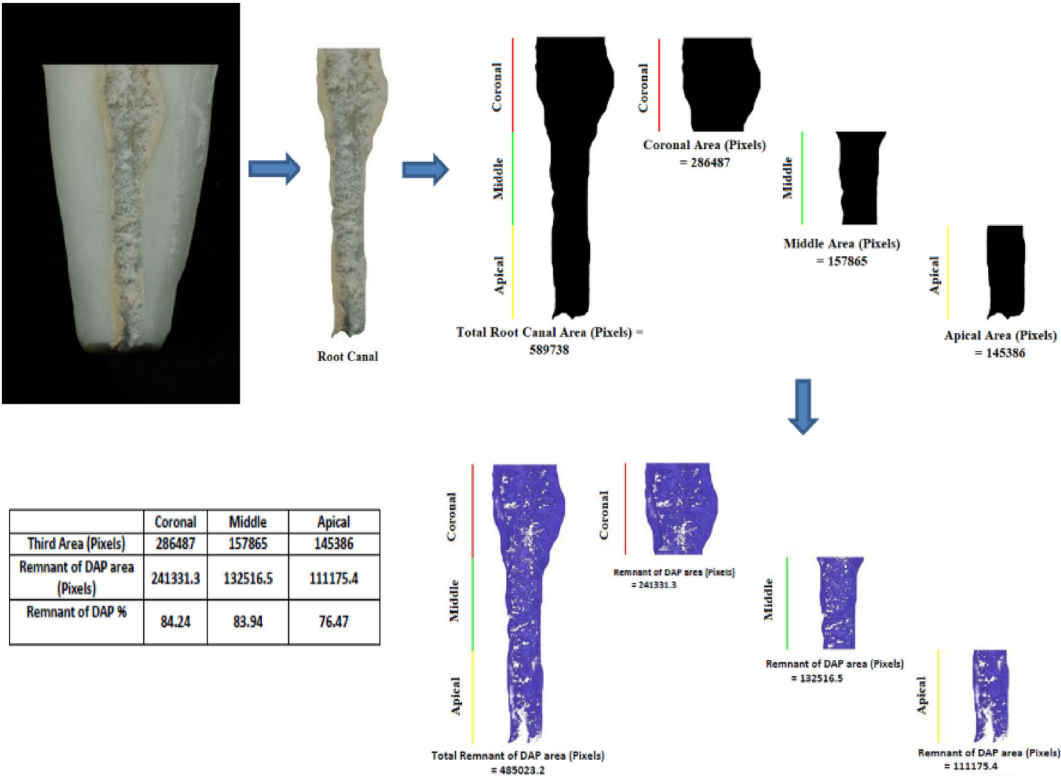 Coronal
Middle
Apical
Root Canal
Total Root Canal Area (Pixels) =
589738
Coronal
Coronal Area (Pixels)
= 286487
Middle
Middle Area (Pixels)
= 157865
Apical
Apical Area (Pixels)
= 145386
Coronal Middle Apical
Third Area (Pixels) 286487 157865 145386
Remnant of DAP area
(Pixels) 241331.3 132516.5 111175.4
Remnant of DAP %
84.24 83.94 76.47
Coronal
Middle
Apical
Total Remnant of DAP area (Pixels)
= 485023.2
Coronal
Remnant of DAP area (Pixels)
= 241331.3
Middle
Remnant of DAP area (Pixels)
= 132516.5
Apical
Remnant of DAP area (Pixels)
= 111175.4